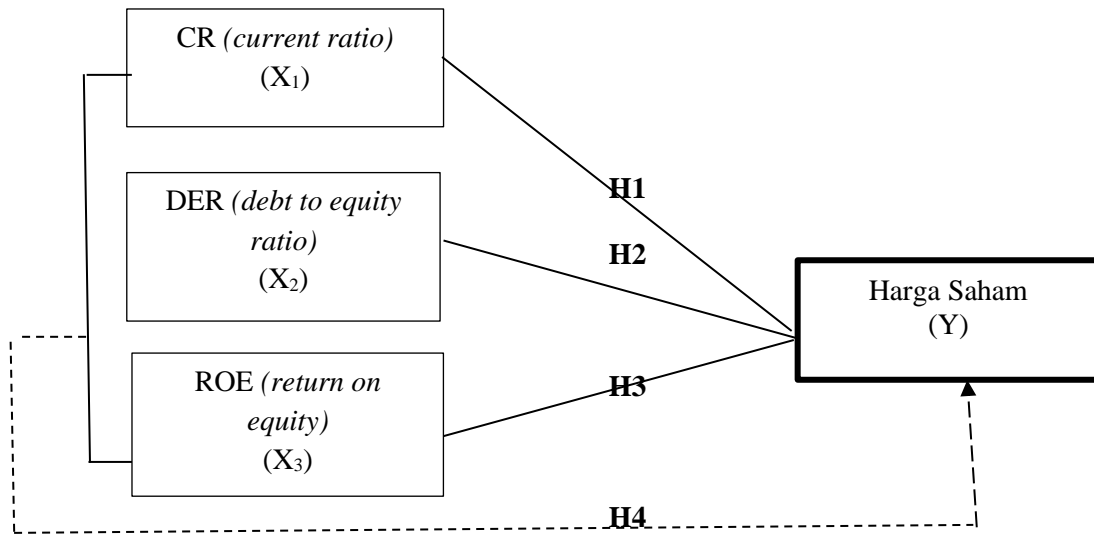 CR (current ratio)
(X₁)
H1
DER (debt to equity
ratio)
(X₂)
H2
Harga Saham
(Y)
ROE (return on
equity)
(X₃)
H3
H4